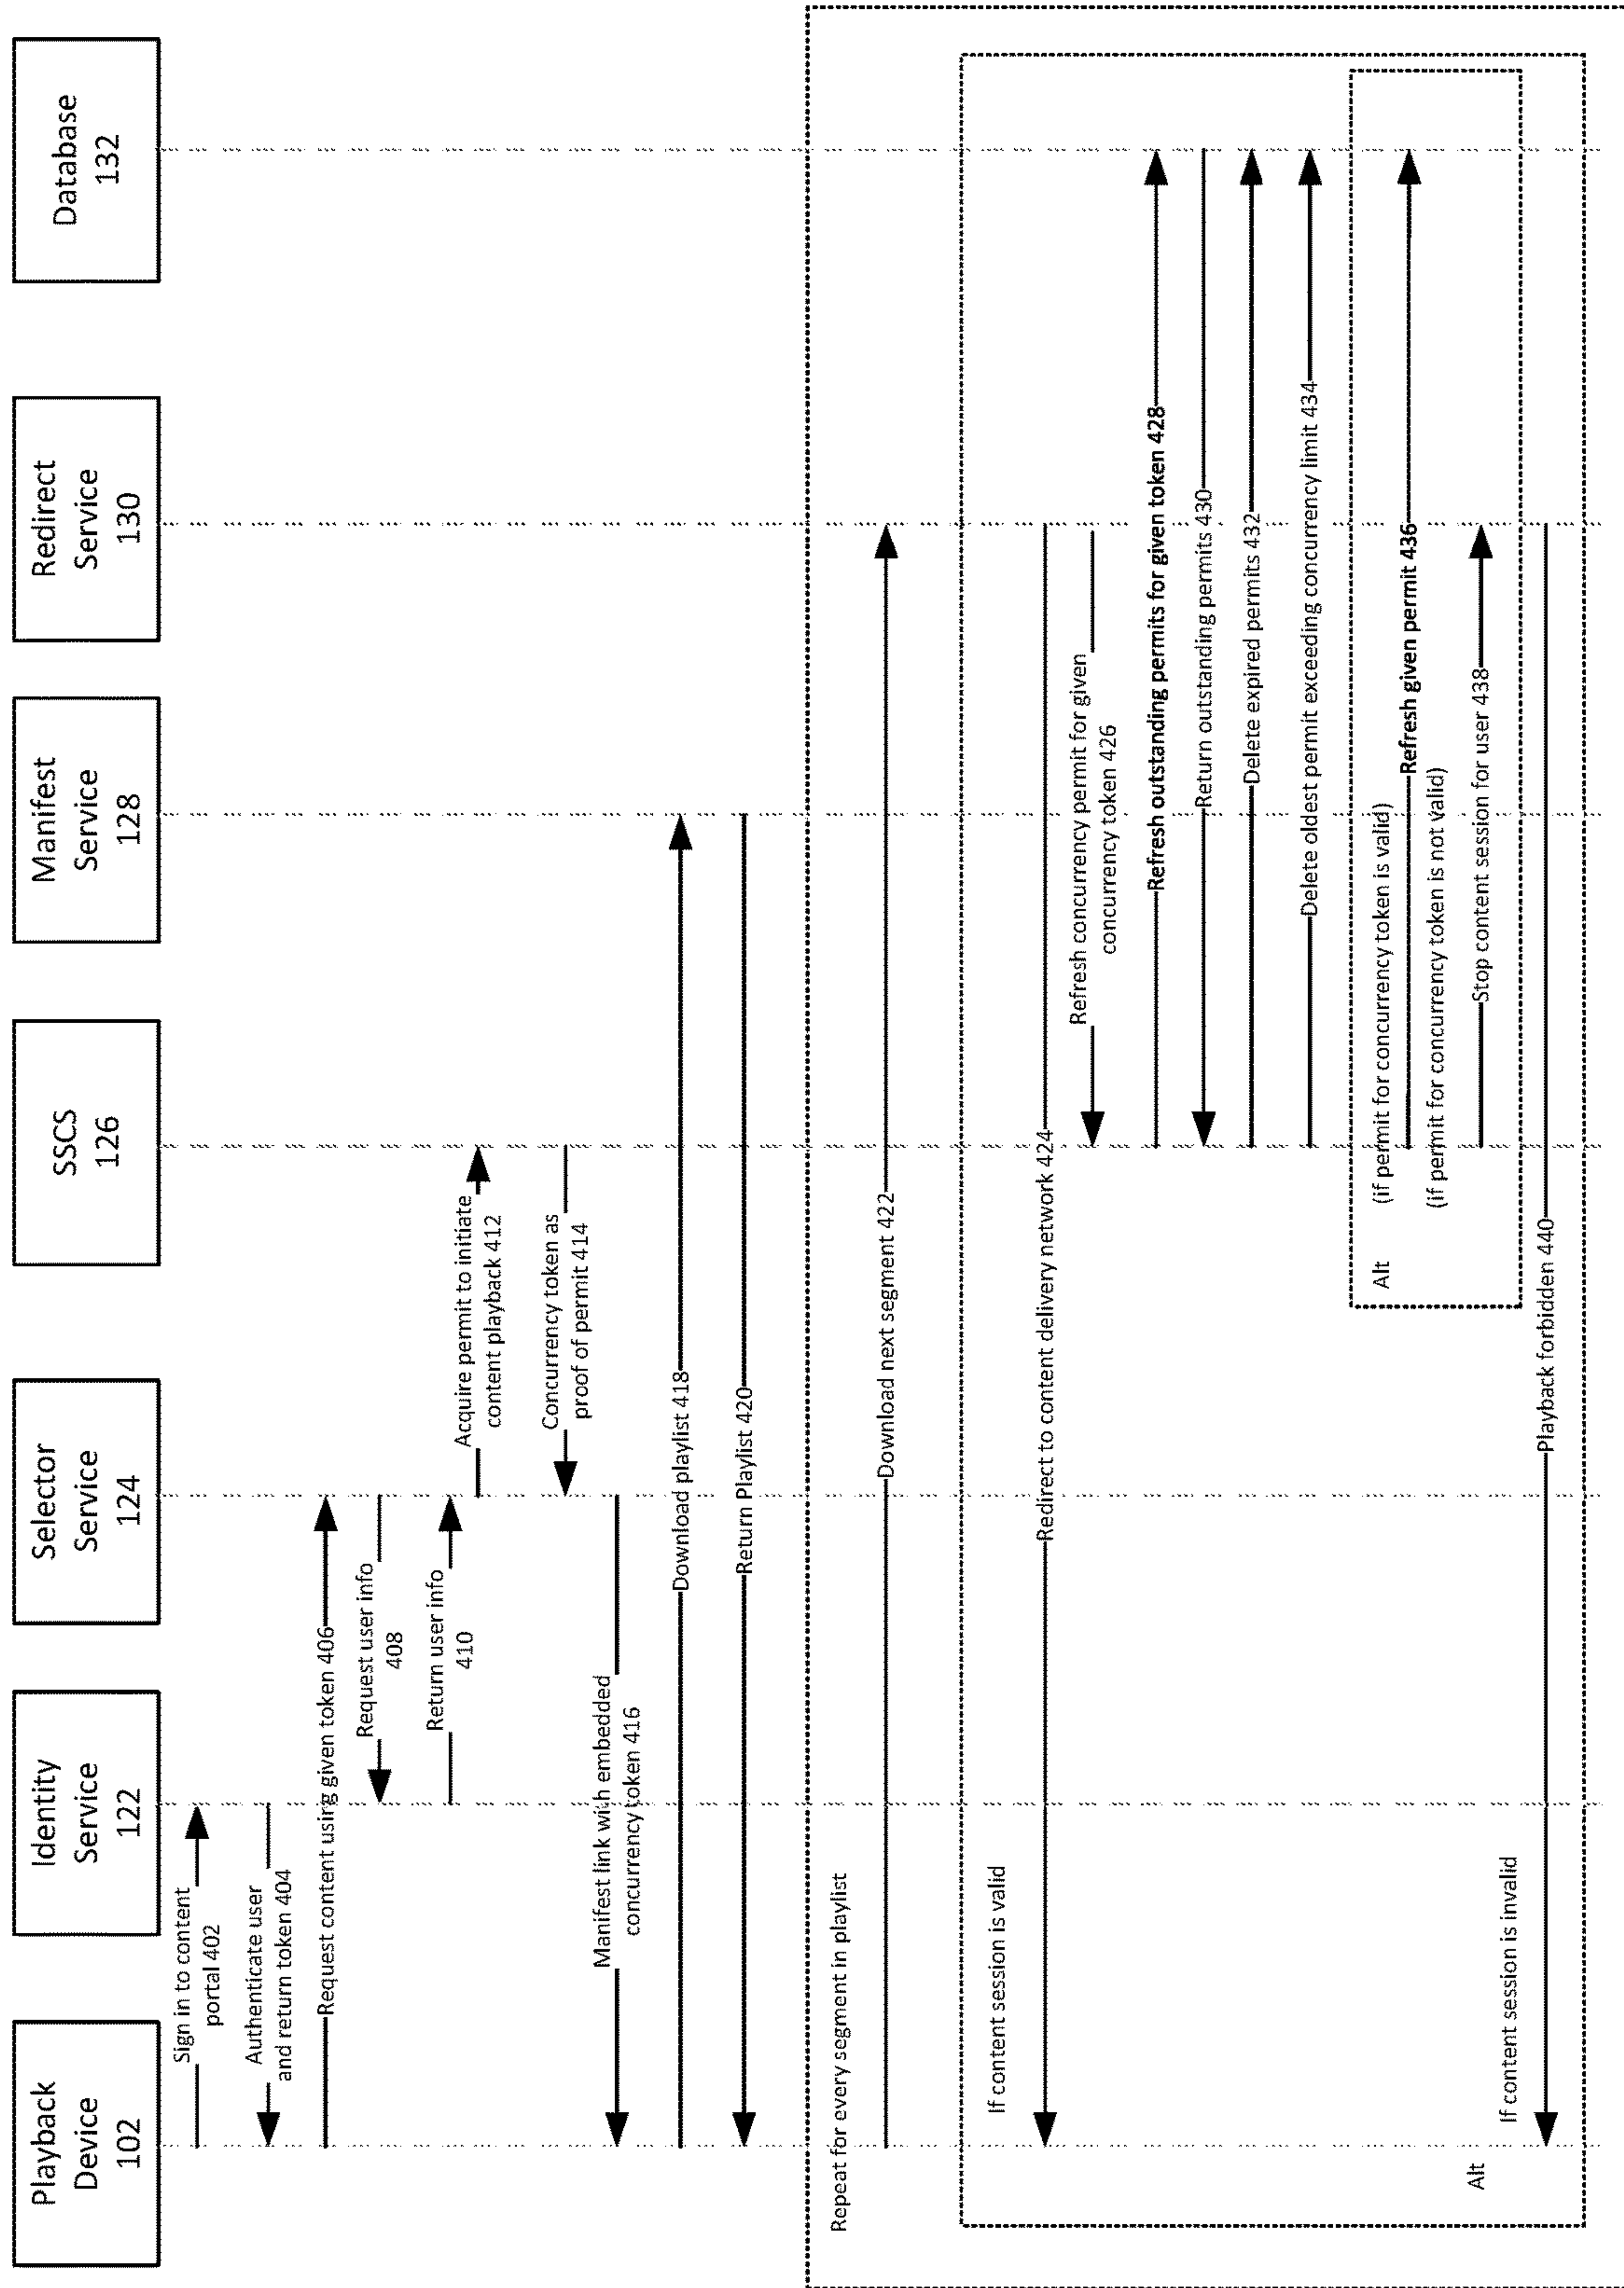 Playback
Device
102
Identity
Service
122
Selector
Service
124
SSCS
126
Manifest
Service
128
Redirect
Service
130
Database
132
Sign in to content
portal 402
Authenticate user
and return token 404
Request content using given token 406
Request user info
408
Return user info
410
Acquire permit to initiate
content playback 412
Concurrency token as
proof of permit 414
Manifest link with embedded
concurrency token 416
Download playlist 418
Return Playlist 420
Repeat for every segment in playlist
Download next segment 422
If content session is valid
Redirect to content delivery network 424
Refresh concurrency permit for given
concurrency token 426
Refresh outstanding permits for given token 428
Return outstanding permits 430
Delete expired permits 432
Delete oldest permit exceeding concurrency limit 434
Alt
(if permit for concurrency token is valid)
Refresh given permit 436
(if permit for concurrency token is not valid)
Stop content session for user 438
Alt
If content session is invalid
Playback forbidden 440